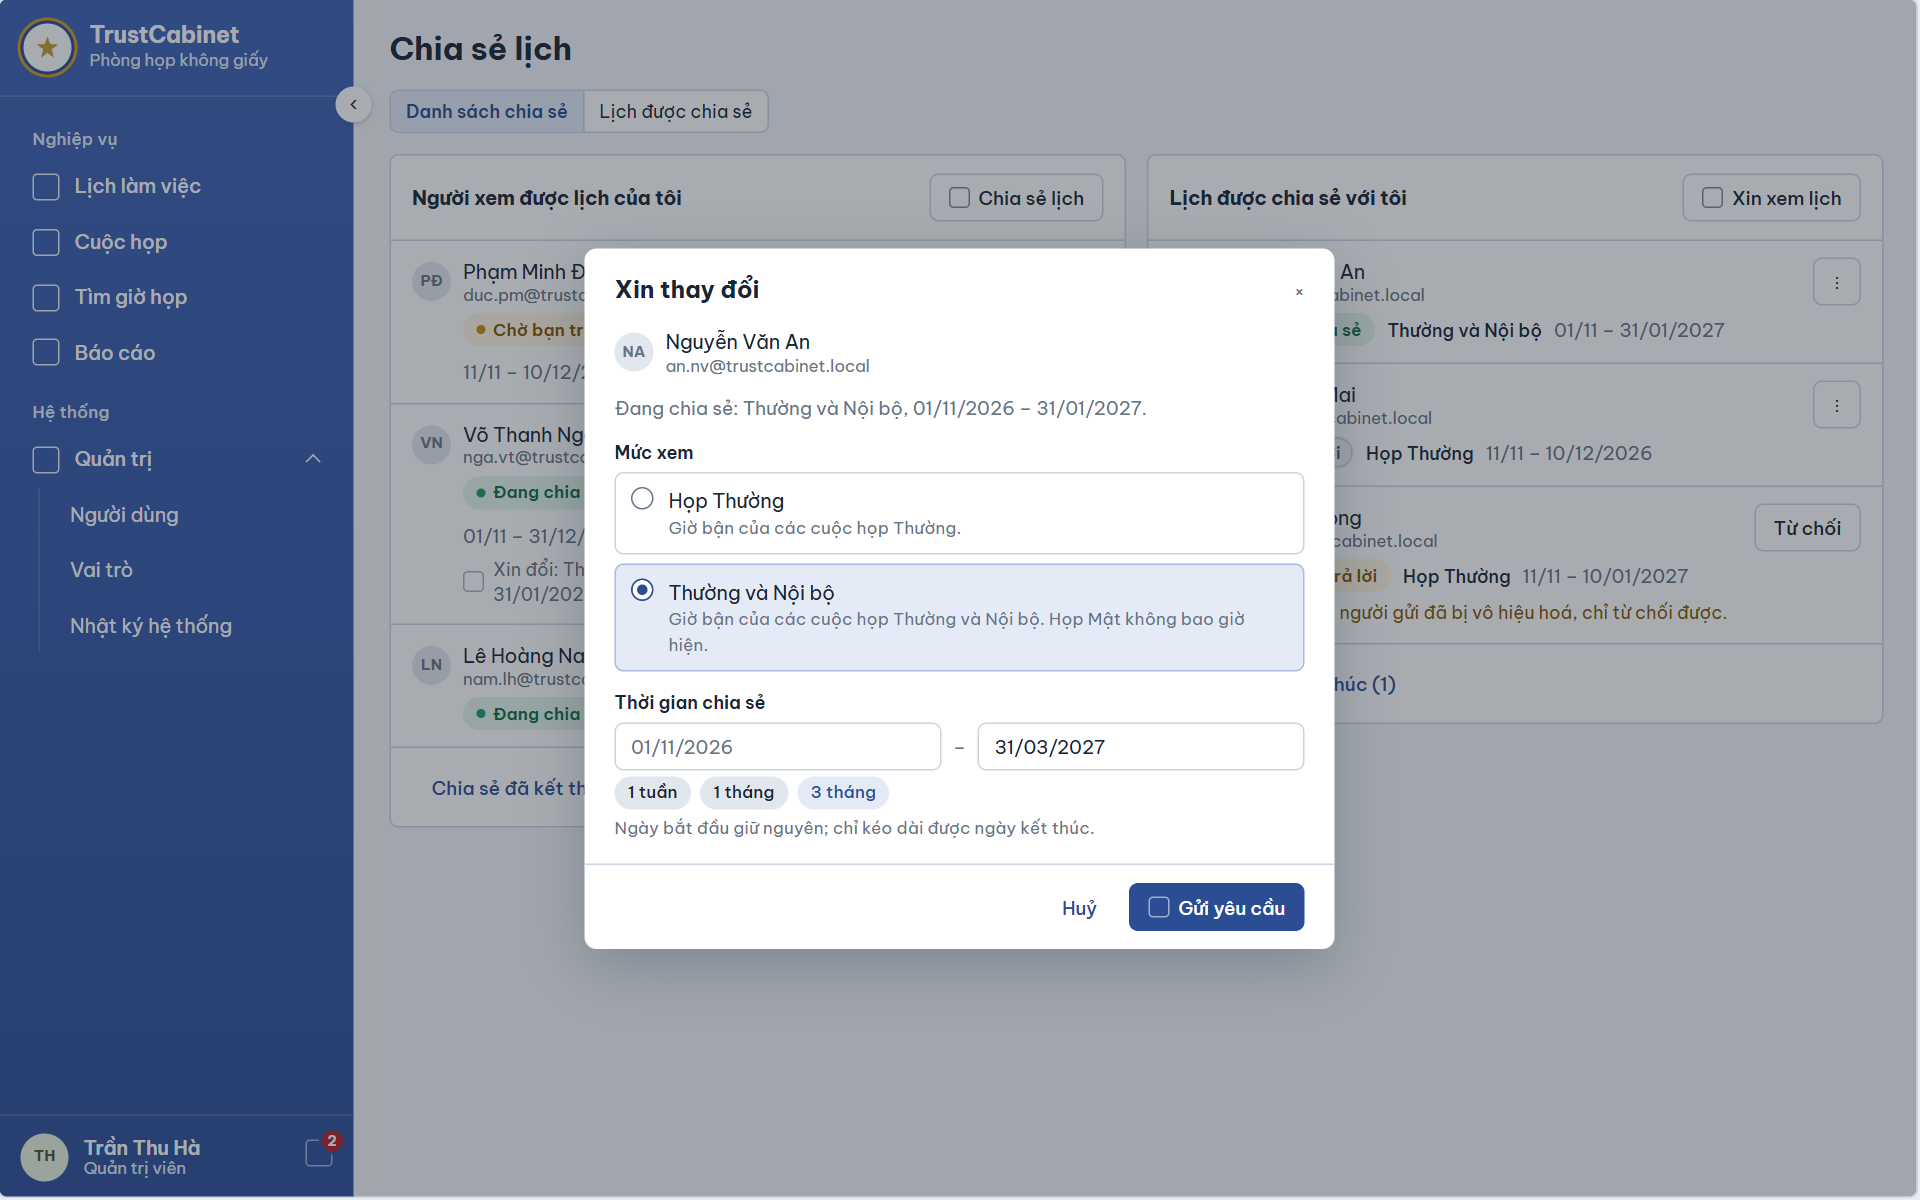 TrustCabinet
Phòng họp không giấy
Nghiệp vụ
Lịch làm việc
Cuộc họp
Tìm giờ họp
Báo cáo
Hệ thống
Quản trị
Người dùng
Vai trò
Nhật ký hệ thống
TH
Trần Thu Hà
Quản trị viên
2
Chia sẻ lịch
Danh sách chia sẻ
Lịch được chia sẻ
Người xem được lịch của tôi
Chia sẻ lịch
PĐ
Phạm Minh
duc.pm@trustc
Chờ bạn tr
11/11 – 10/12/
VN
Võ Thanh Ng
nga.vt@trustc
Đang chia
01/11 – 31/12/
Xin đổi: Th
31/01/202
LN
Lê Hoàng Na
nam.lh@trustc
Đang chia
Chia sẻ đã kết th
Lịch được chia sẻ với tôi
Xin xem lịch
An
abinet.local
sẻ Thường và Nội bộ 01/11 – 31/01/2027
Mai
cabinet.local
i Họp Thường 11/11 – 10/12/2026
ong
cabinet.local
Từ chối
rả lời Họp Thường 11/11 – 10/01/2027
người gửi đã bị vô hiệu hoá, chỉ từ chối được.
húc (1)
Xin thay đổi
×
NA
Nguyễn Văn An
an.nv@trustcabinet.local
Đang chia sẻ: Thường và Nội bộ, 01/11/2026 – 31/01/2027.
Mức xem
Họp Thường
Giờ bận của các cuộc họp Thường.
Thường và Nội bộ
Giờ bận của các cuộc họp Thường và Nội bộ. Họp Mật không bao giờ
hiện.
Thời gian chia sẻ
01/11/2026 – 31/03/2027
1 tuần 1 tháng 3 tháng
Ngày bắt đầu giữ nguyên; chỉ kéo dài được ngày kết thúc.
Huỷ
Gửi yêu cầu